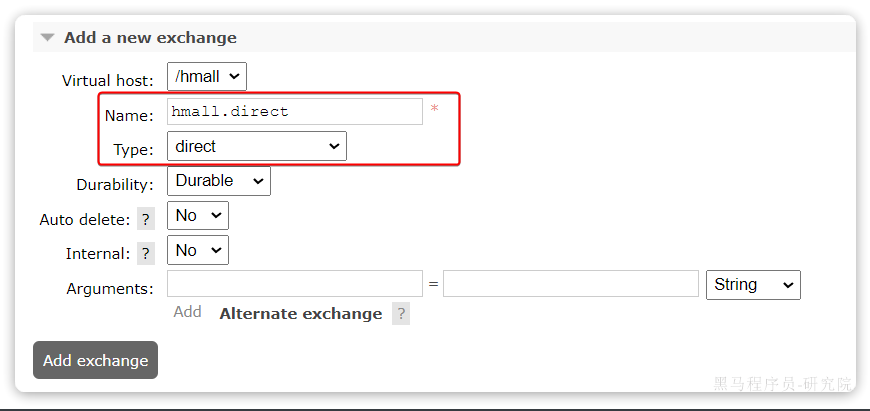 Add a new exchange
Virtual host: /hmall
Name: hmall.direct *
Type: direct
Durability: Durable
Auto delete: ? No
Internal: ? No
Arguments: = String
Add Alternate exchange ?
Add exchange
黑马程序员-研究院